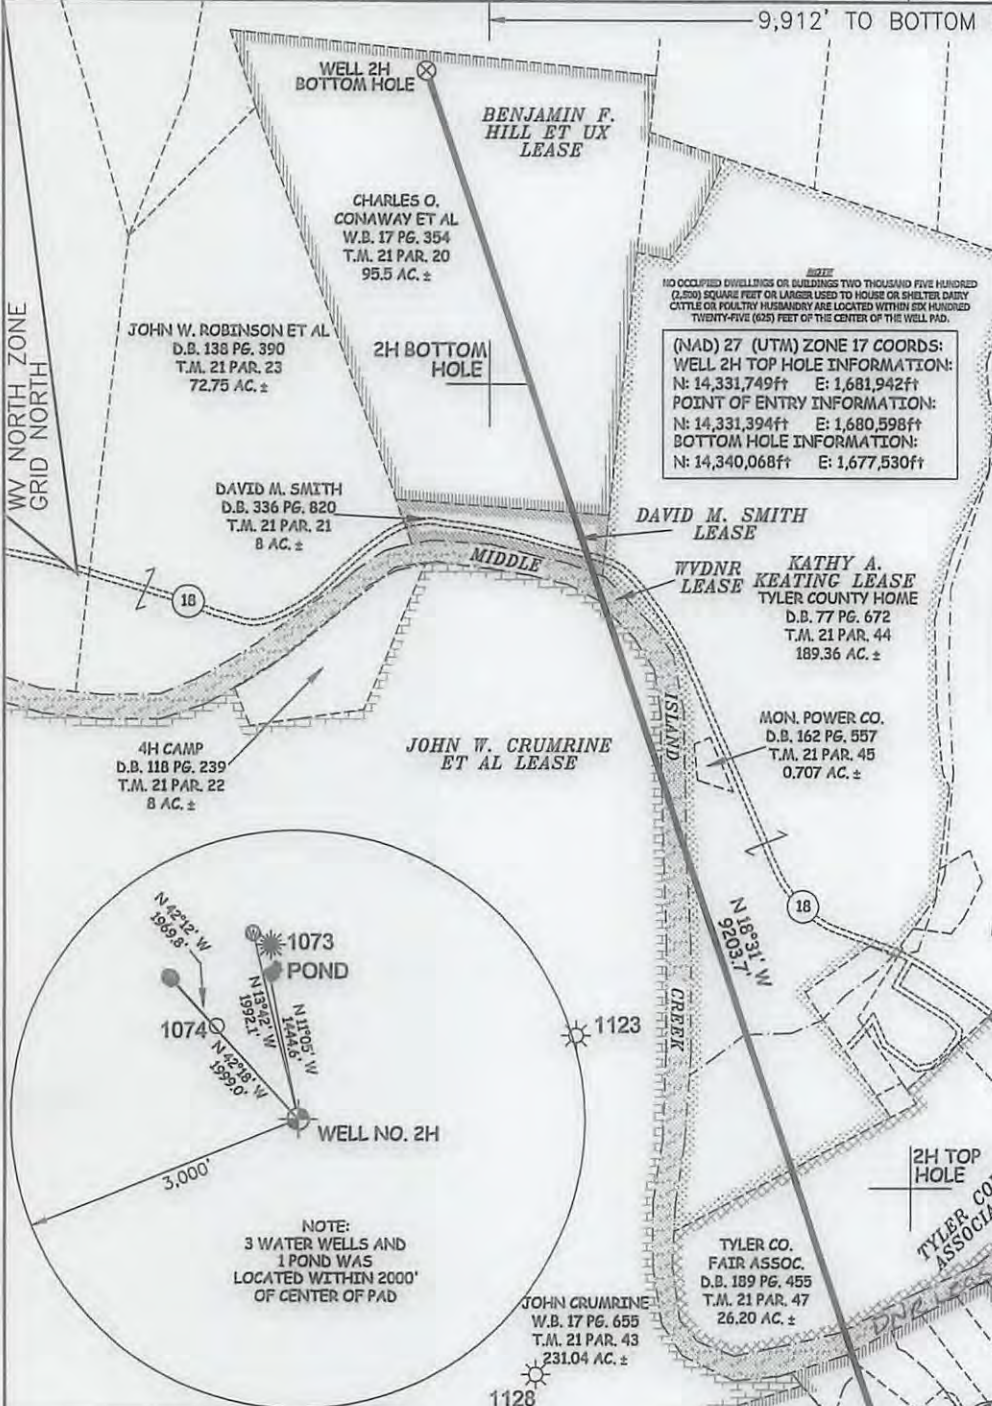 9,912' TO BOTTOM
WELL 2H
BOTTOM HOLE
BENJAMIN F.
HILL ET UX
LEASE
CHARLES O.
CONAWAY ET AL
W.B. 17 PG. 354
T.M. 21 PAR. 20
95.5 AC. ±
NOTE
NO OCCUPIED DWELLINGS OR BUILDINGS TWO THOUSAND FIVE HUNDRED
(2,500) SQUARE FEET OR LARGER USED TO HOUSE OR SHELTER DAIRY
CATTLE OR POULTRY HUSBANDRY ARE LOCATED WITHIN SIX HUNDRED
TWENTY-FIVE (625) FEET OF THE CENTER OF THE WELL PAD.
WV NORTH ZONE
GRID NORTH
JOHN W. ROBINSON ET AL
D.B. 138 PG. 390
T.M. 21 PAR. 23
72.75 AC. ±
2H BOTTOM
HOLE
(NAD) 27 (UTM) ZONE 17 COORDS:
WELL 2H TOP HOLE INFORMATION:
N: 14,331,749ft E: 1,681,942ft
POINT OF ENTRY INFORMATION:
N: 14,331,394ft E: 1,680,598ft
BOTTOM HOLE INFORMATION:
N: 14,340,068ft E: 1,677,530ft
DAVID M. SMITH
D.B. 336 PG. 820
T.M. 21 PAR. 21
8 AC. ±
DAVID M. SMITH
LEASE
MIDDLE
WVDNR
LEASE
KATHY A.
KEATING LEASE
TYLER COUNTY HOME
D.B. 77 PG. 672
T.M. 21 PAR. 44
189.36 AC. ±
18
4H CAMP
D.B. 118 PG. 239
T.M. 21 PAR. 22
8 AC. ±
JOHN W. CRUMRINE
ET AL LEASE
ISLAND
MON. POWER CO.
D.B. 162 PG. 557
T.M. 21 PAR. 45
0.707 AC. ±
18
N 18°31' W
9203.7'
N 42°12' W
1969.8'
1073
POND
N 13°42' W
1992.1'
N 11°05' W
1444.6'
1074
N 42°18' W
1999.0'
1123
CREEK
WELL NO. 2H
3,000'
2H TOP
HOLE
NOTE:
3 WATER WELLS AND
1 POND WAS
LOCATED WITHIN 2000'
OF CENTER OF PAD
TYLER CO.
FAIR ASSOC.
D.B. 189 PG. 455
T.M. 21 PAR. 47
26.20 AC. ±
TYLER CO
ASSOCIA
JOHN CRUMRINE
W.B. 17 PG. 655
T.M. 21 PAR. 43
231.04 AC. ±
DNR
1128